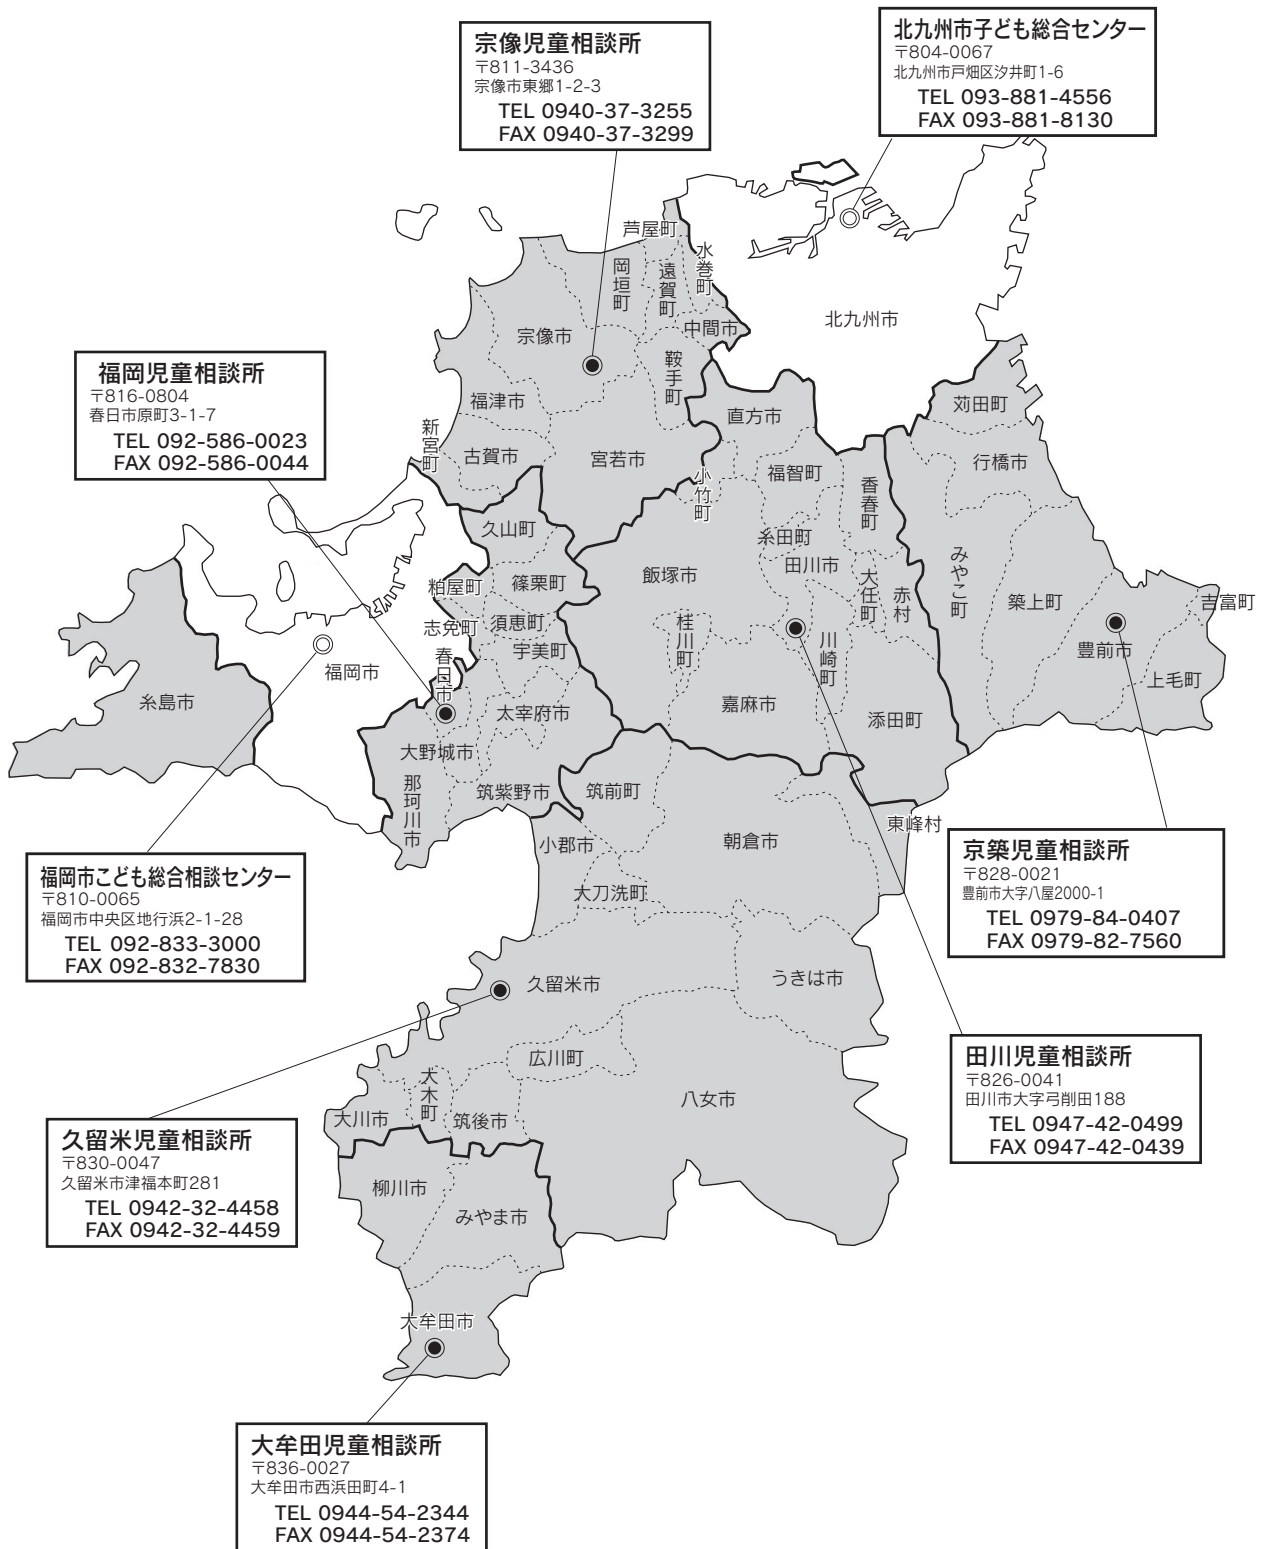 宗像児童相談所
〒811-3436
宗像市東郷1-2-3
TEL 0940-37-3255
FAX 0940-37-3299
北九州市子ども総合センター
〒804-0067
北九州市戸畑区汐井町1-6
TEL 093-881-4556
FAX 093-881-8130
芦屋町
水巻町
岡垣町
遠賀町
北九州市
中間市
宗像市
鞍手町
福岡児童相談所
〒816-0804
春日市原町3-1-7
TEL 092-586-0023
FAX 092-586-0044
福津市
直方市
苅田町
新宮町
古賀市
宮若市
行橋市
福智町
小竹町
香春町
久山町
糸田町
みやこ町
飯塚市
田川市
篠栗町
粕屋町
大任町
赤村
築上町
吉富町
須恵町
志免町
桂川町
川崎町
宇美町
豊前市
春日市
福岡市
上毛町
糸島市
嘉麻市
太宰府市
添田町
大野城市
那珂川市
筑紫野市
筑前町
東峰村
朝倉市
小郡市
京築児童相談所
〒828-0021
豊前市大字八屋2000-1
TEL 0979-84-0407
FAX 0979-82-7560
福岡市こども総合相談センター
〒810-0065
福岡市中央区地行浜2-1-28
TEL 092-833-3000
FAX 092-832-7830
大刀洗町
うきは市
久留米市
広川町
田川児童相談所
〒826-0041
田川市大字弓削田188
TEL 0947-42-0499
FAX 0947-42-0439
大木町
八女市
大川市
筑後市
久留米児童相談所
〒830-0047
久留米市津福本町281
TEL 0942-32-4458
FAX 0942-32-4459
柳川市
みやま市
大牟田市
大牟田児童相談所
〒836-0027
大牟田市西浜田町4-1
TEL 0944-54-2344
FAX 0944-54-2374